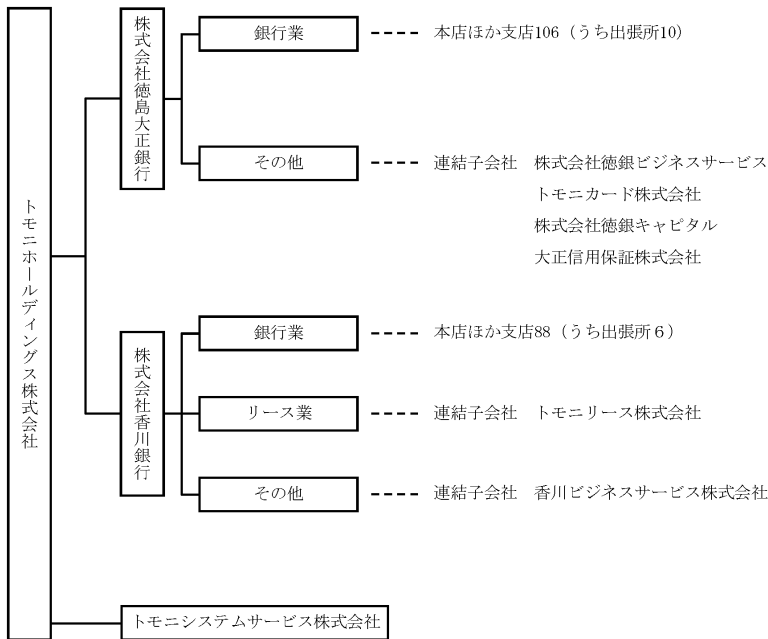 トモニホールディングス株式会社
株式会社徳島大正銀行
銀行業
本店ほか支店106（うち出張所10）
その他
連結子会社　株式会社徳銀ビジネスサービス
トモニカード株式会社
株式会社徳銀キャピタル
大正信用保証株式会社
株式会社香川銀行
銀行業
本店ほか支店88（うち出張所６）
リース業
連結子会社　トモニリース株式会社
その他
連結子会社　香川ビジネスサービス株式会社
トモニシステムサービス株式会社